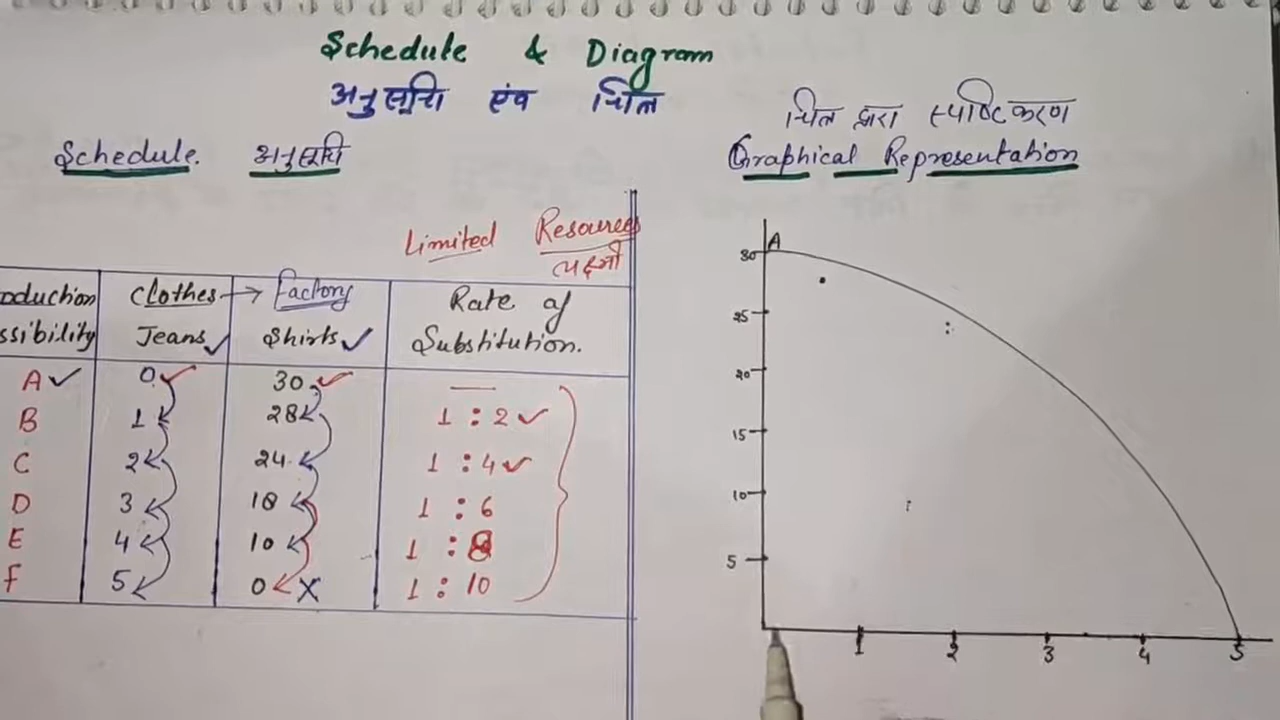 Schedule & Diagram
अनुसूचि एंव चित्र
Schedule. अनुसूचि
चित्र द्वारा स्पष्टिकरण
Graphical Representation
Limited Resources
oduction Clothes → Factory Rate of
ssibility Jeans ✓ Shirts ✓ Substitution.
A ✓ 0 ✓ 30 ✓ —
B 1 28 1 : 2 ✓
C 2 24 1 : 4 ✓
D 3 18 1 : 6
E 4 10 1 : 8
F 5 0 X 1 : 10
A
30
25
20
15
10
5
1 2 3 4 5